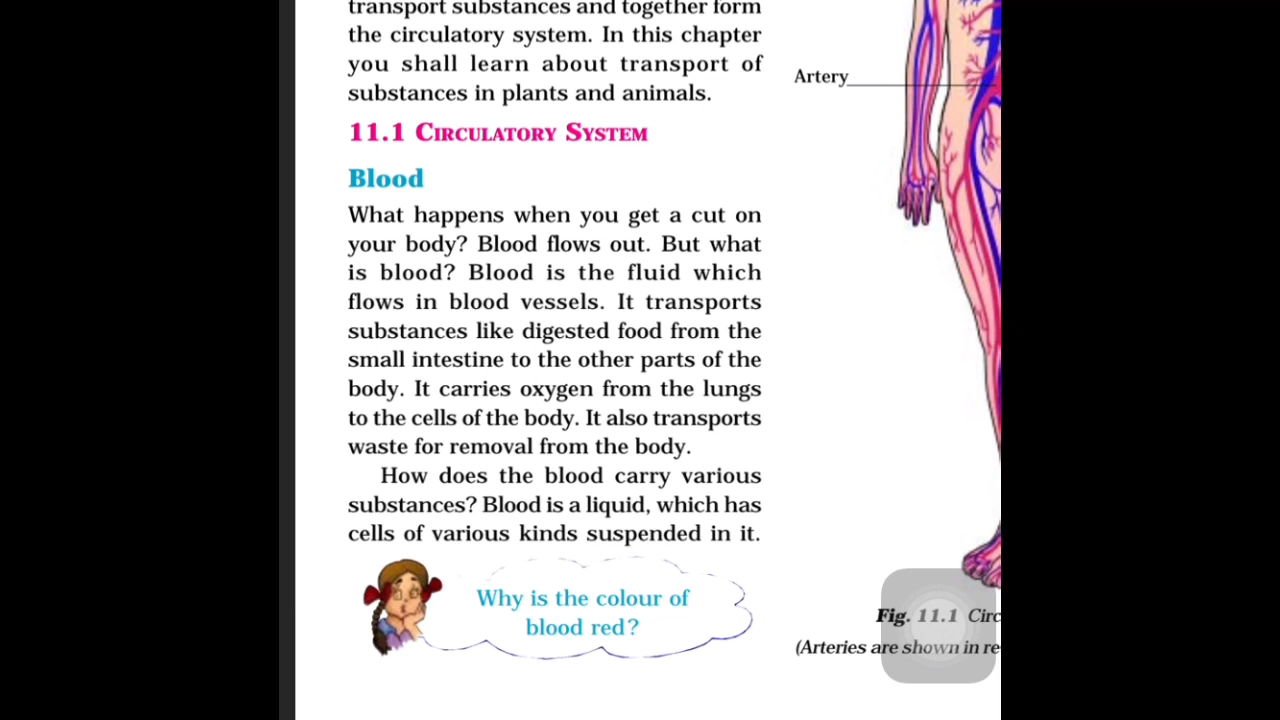 transport substances and together form
the circulatory system. In this chapter
you shall learn about transport of
substances in plants and animals.
11.1 CIRCULATORY SYSTEM
Blood
What happens when you get a cut on
your body? Blood flows out. But what
is blood? Blood is the fluid which
flows in blood vessels. It transports
substances like digested food from the
small intestine to the other parts of the
body. It carries oxygen from the lungs
to the cells of the body. It also transports
waste for removal from the body.
How does the blood carry various
substances? Blood is a liquid, which has
cells of various kinds suspended in it.
Why is the colour of
blood red?
Artery
Fig. 11.1 Circ
(Arteries are shown in re